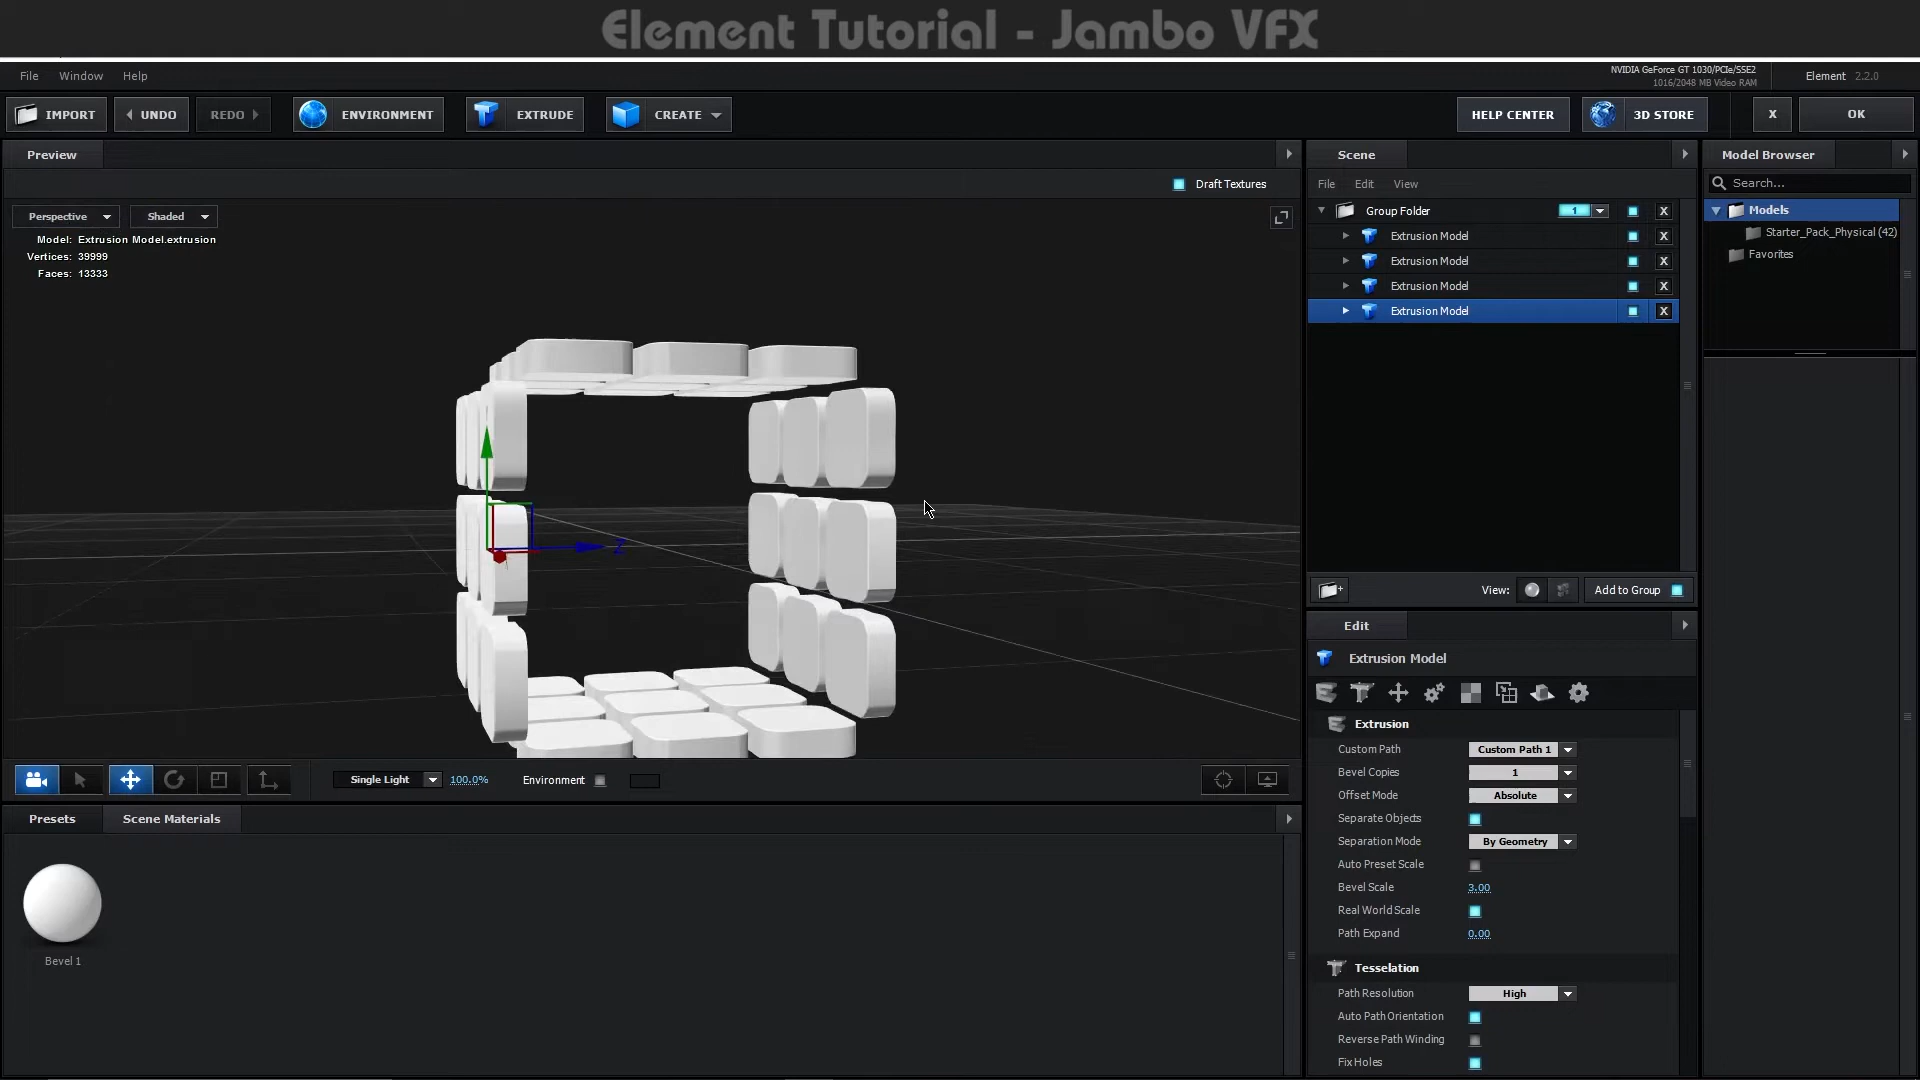 Element Tutorial - Jambo VFX
File Window Help
NVIDIA GeForce GT 1030/PCIe/SSE2
1016/2048 MB Video RAM
Element 2.2.0
IMPORT UNDO REDO ENVIRONMENT EXTRUDE CREATE HELP CENTER 3D STORE X OK
Preview
Draft Textures
Perspective Shaded
Model: Extrusion Model.extrusion
Vertices: 39999
Faces: 13333
Z
Single Light 100.0% Environment
Presets Scene Materials
Bevel 1
Scene
File Edit View
Group Folder 1 X
Extrusion Model X
Extrusion Model X
Extrusion Model X
Extrusion Model X
View: Add to Group
Edit
Extrusion Model
Extrusion
Custom Path Custom Path 1
Bevel Copies 1
Offset Mode Absolute
Separate Objects
Separation Mode By Geometry
Auto Preset Scale
Bevel Scale 3.00
Real World Scale
Path Expand 0.00
Tesselation
Path Resolution High
Auto Path Orientation
Reverse Path Winding
Fix Holes
Model Browser
Search...
Models
Starter_Pack_Physical (42)
Favorites